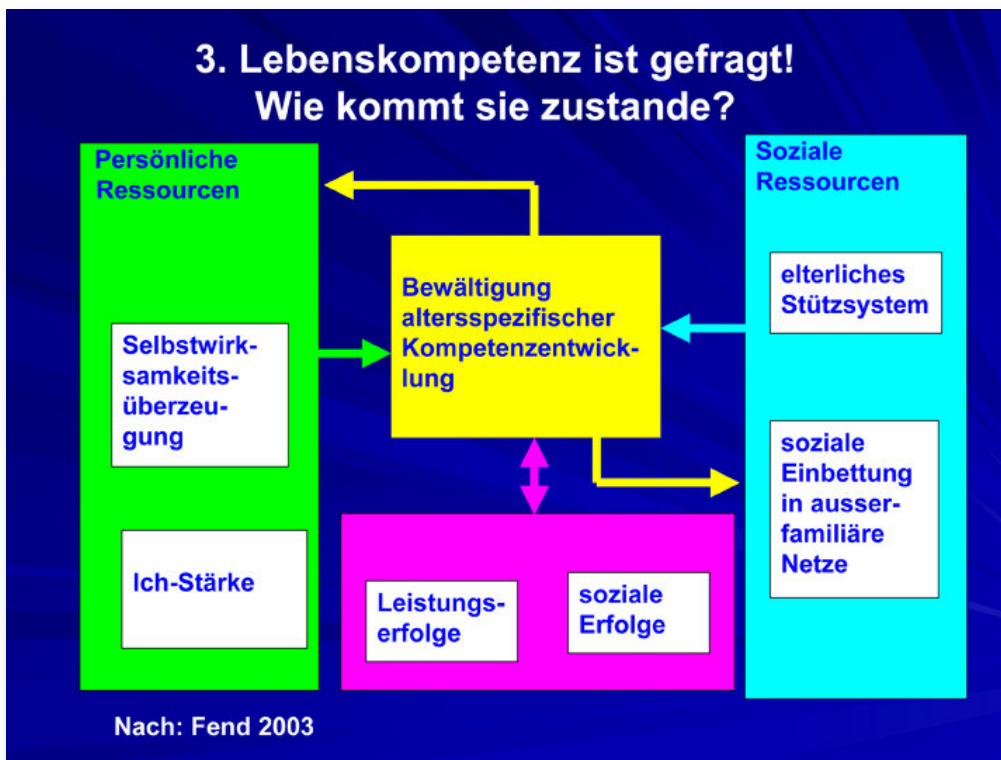 3. Lebenskompetenz ist gefragt!
Wie kommt sie zustande?
Persönliche
Ressourcen
Selbstwirk-
samkeits-
überzeu-
gung
Ich-Stärke
Bewältigung
altersspezifischer
Kompetenzentwick-
lung
Leistungs-
erfolge
soziale
Erfolge
Soziale
Ressourcen
elterliches
Stützsystem
soziale
Einbettung
in ausser-
familiäre
Netze
Nach: Fend 2003